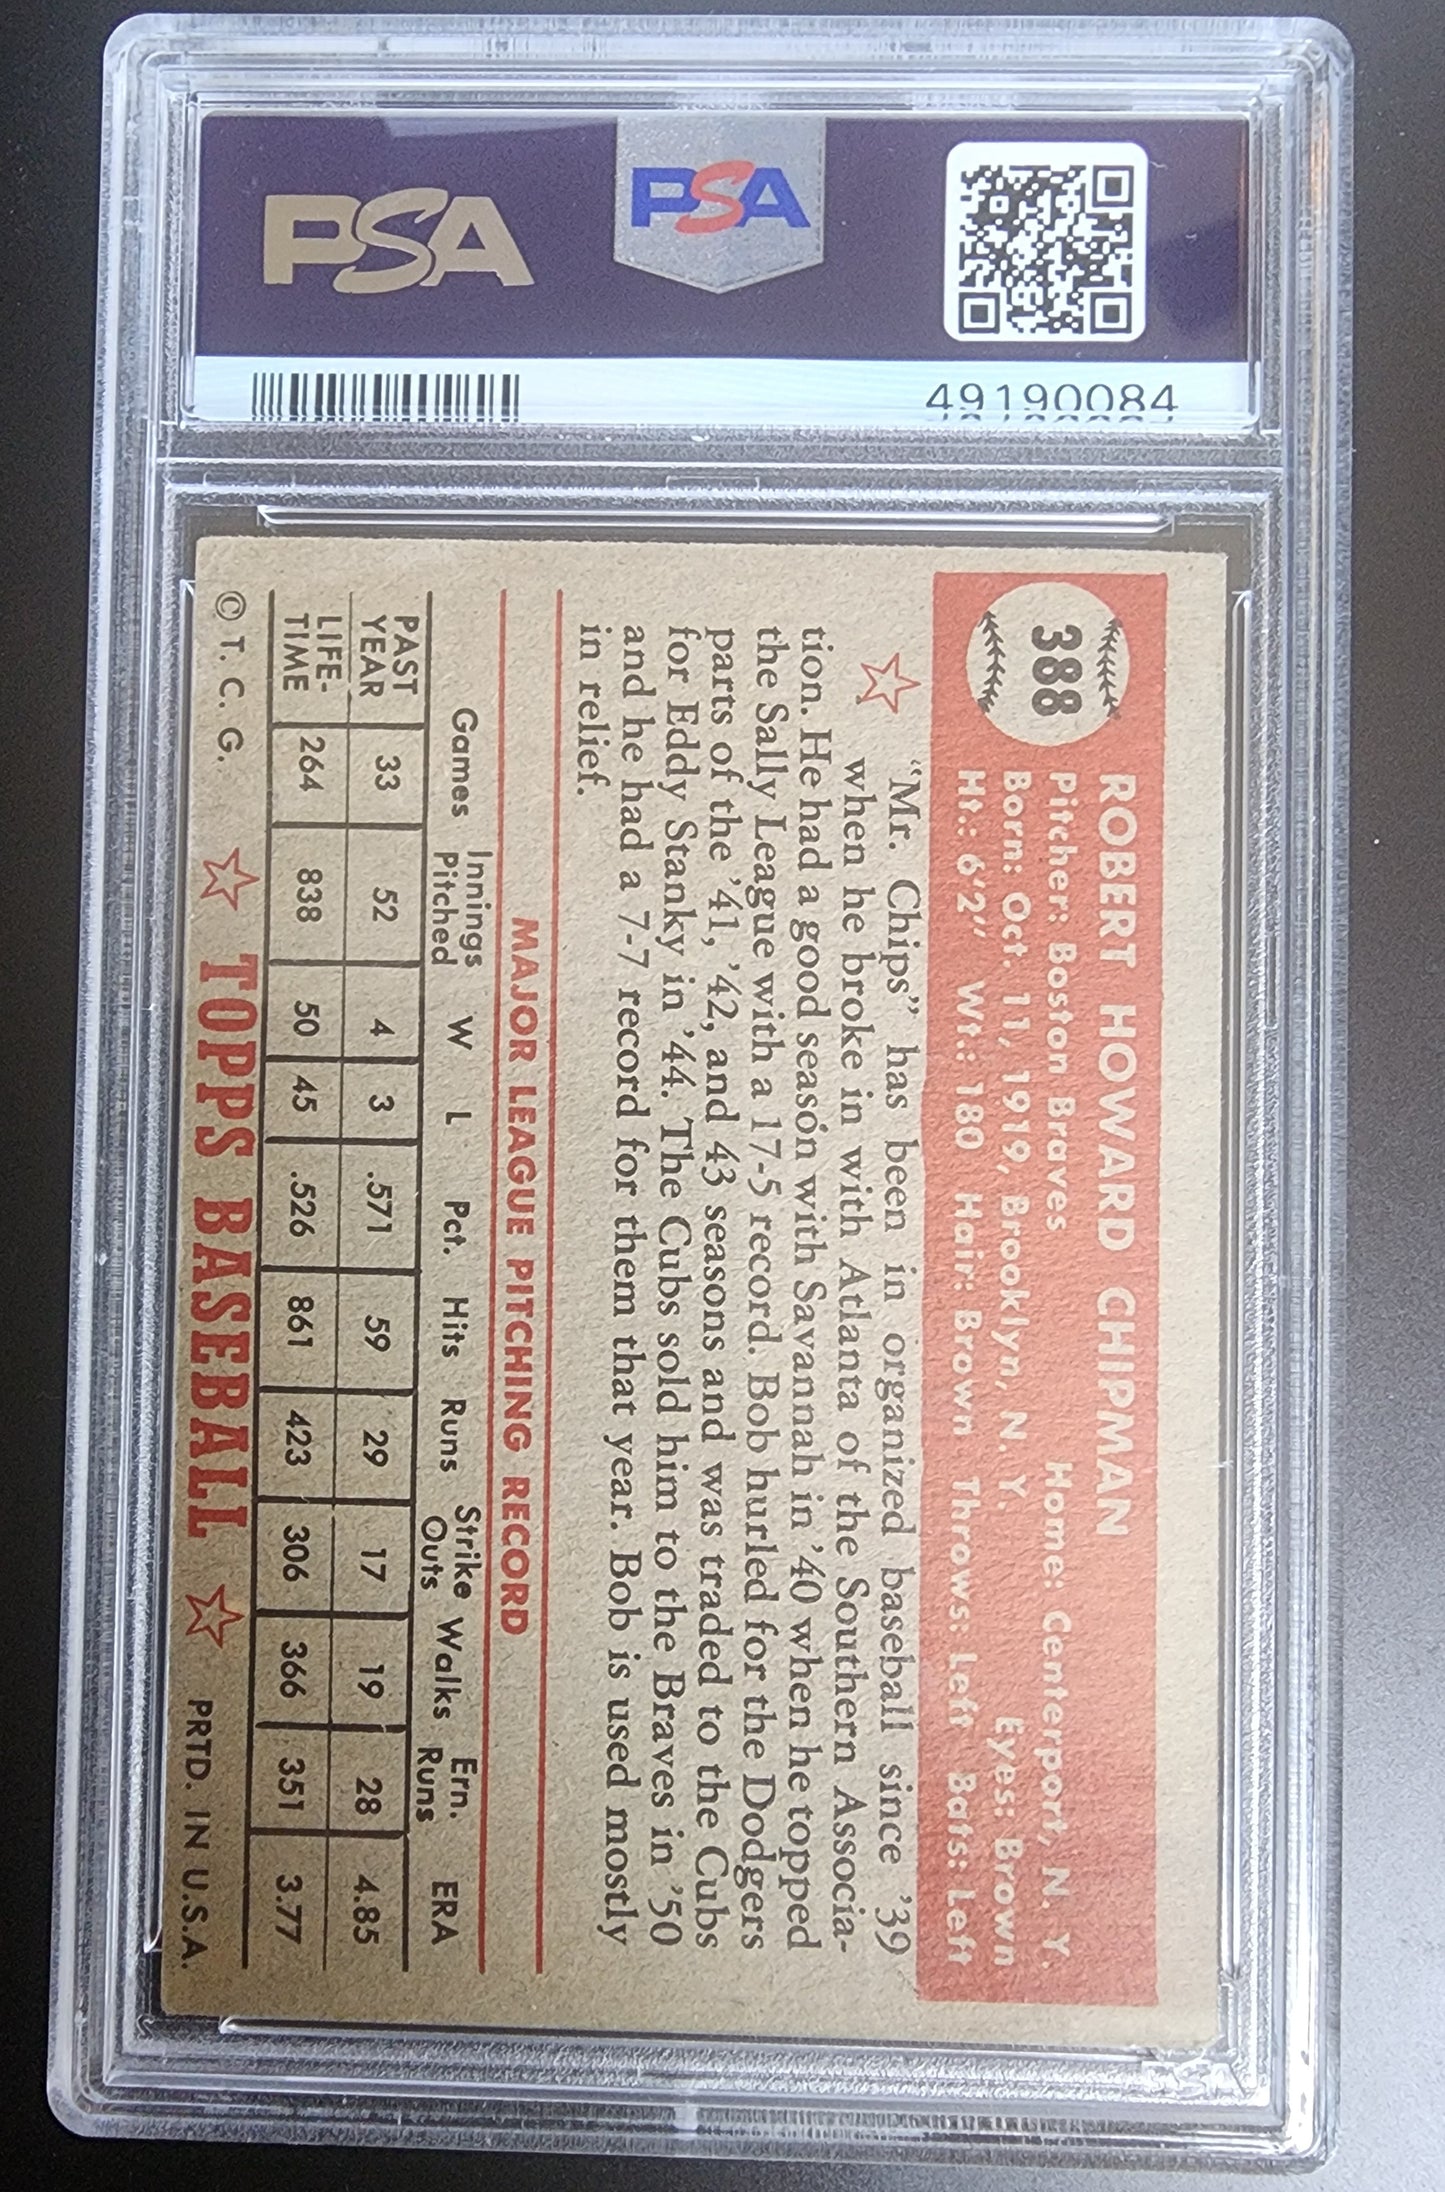 PSA
PSA
49190084
388
ROBERT HOWARD CHIPMAN
Pitcher: Boston Braves Home: Centerport, N. Y.
Born: Oct. 11, 1919, Brooklyn, N. Y. Eyes: Brown
Ht.: 6'2" Wt.: 180 Hair: Brown Throws: Left Bats: Left
"Mr. Chips" has been in organized baseball since '39
when he broke in with Atlanta of the Southern Associa-
tion. He had a good season with Savannah in '40 when he topped
the Sally League with a 17-5 record. Bob hurled for the Dodgers
parts of the '41, '42, and 43 seasons and was traded to the Cubs
for Eddy Stanky in '44. The Cubs sold him to the Braves in '50
and he had a 7-7 record for them that year. Bob is used mostly
in relief.
MAJOR LEAGUE PITCHING RECORD
Games Innings Pitched W L Pct. Hits Runs Strike Outs Walks Ern. Runs ERA
PAST YEAR 33 52 4 3 .571 59 29 17 19 28 4.85
LIFE-TIME 264 838 50 45 .526 861 423 306 366 351 3.77
© T. C. G. TOPPS BASEBALL PRTD. IN U.S.A.